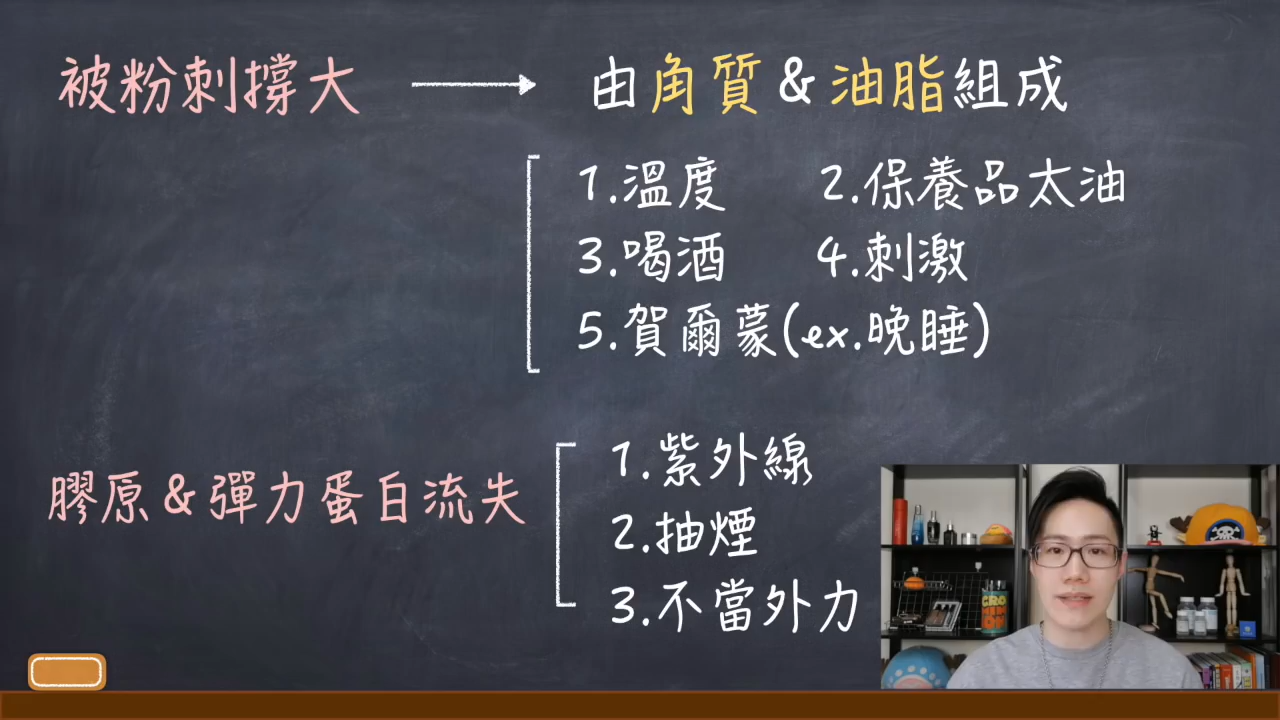 被粉刺撐大 → 由角質&油脂組成
1.溫度 2.保養品太油
3.喝酒 4.刺激
5.賀爾蒙(ex.晚睡)
膠原&彈力蛋白流失
1.紫外線
2.抽煙
3.不當外力